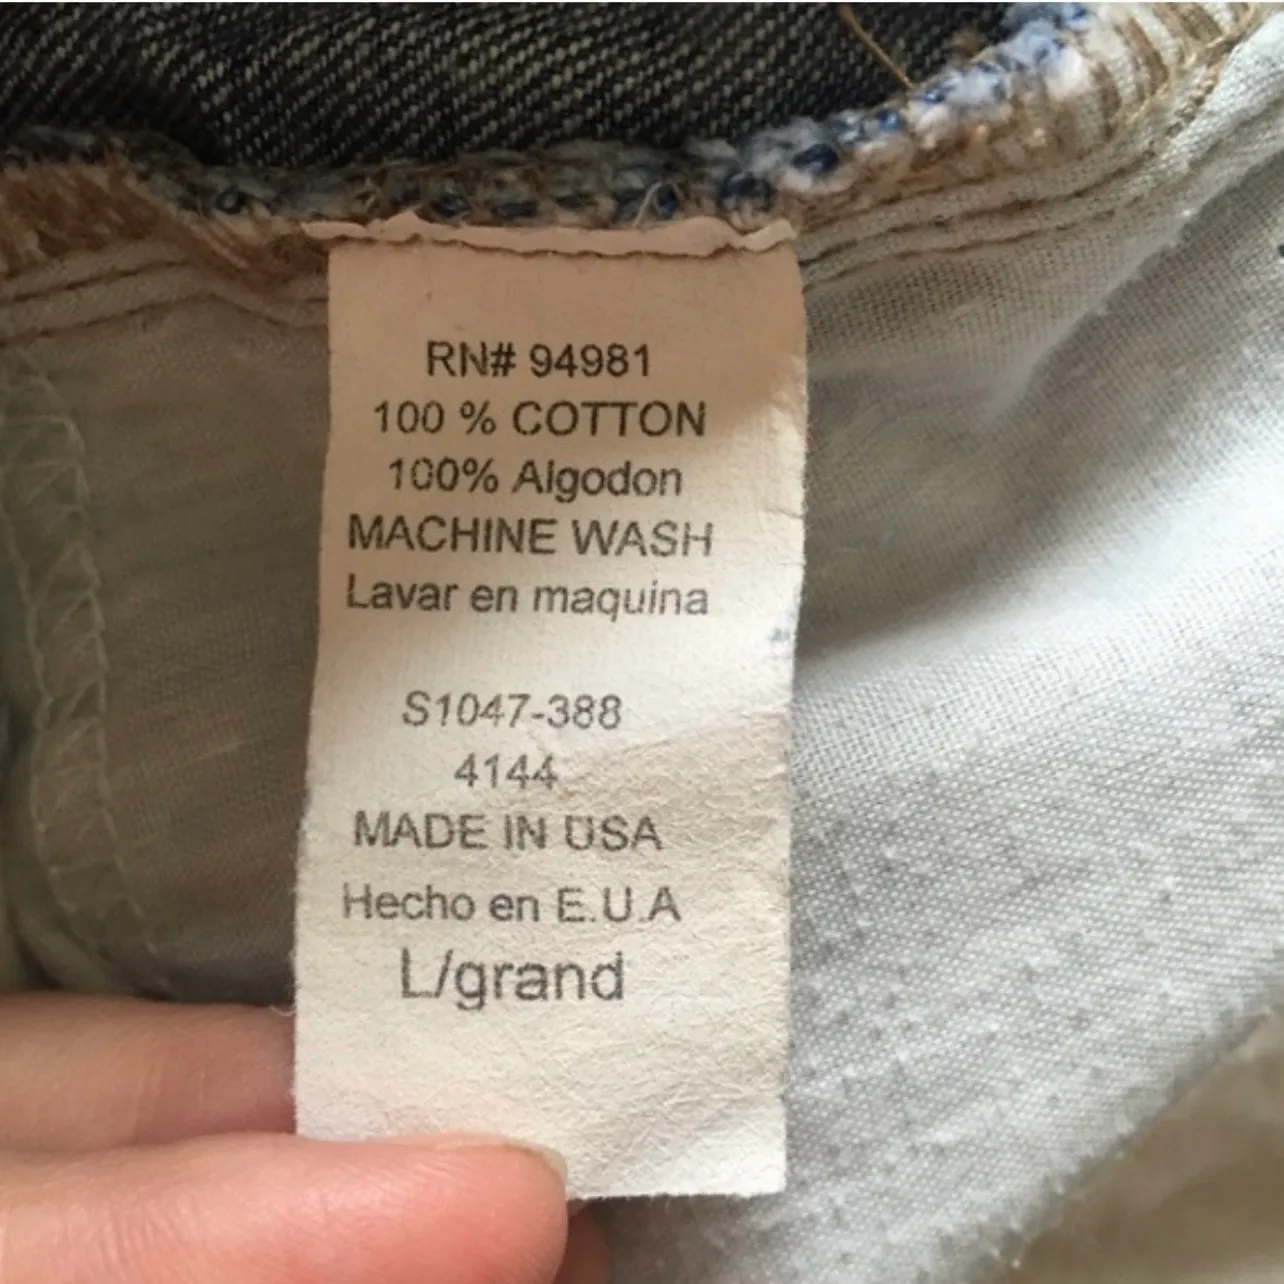 RN# 94981
100 % COTTON
100% Algodon
MACHINE WASH
Lavar en maquina
S1047-388
4144
MADE IN USA
Hecho en E.U.A
L/grand